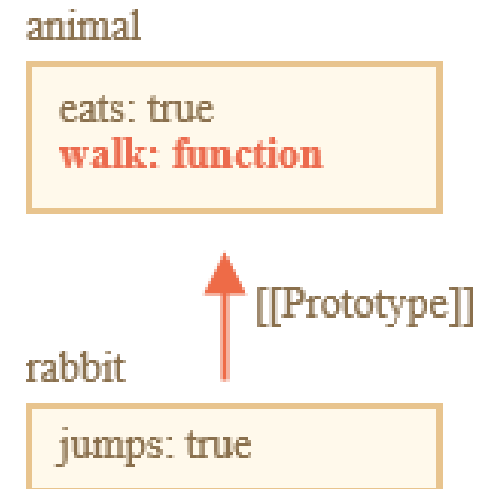 animal
eats: true
walk: function
[[Prototype]]
rabbit
jumps: true